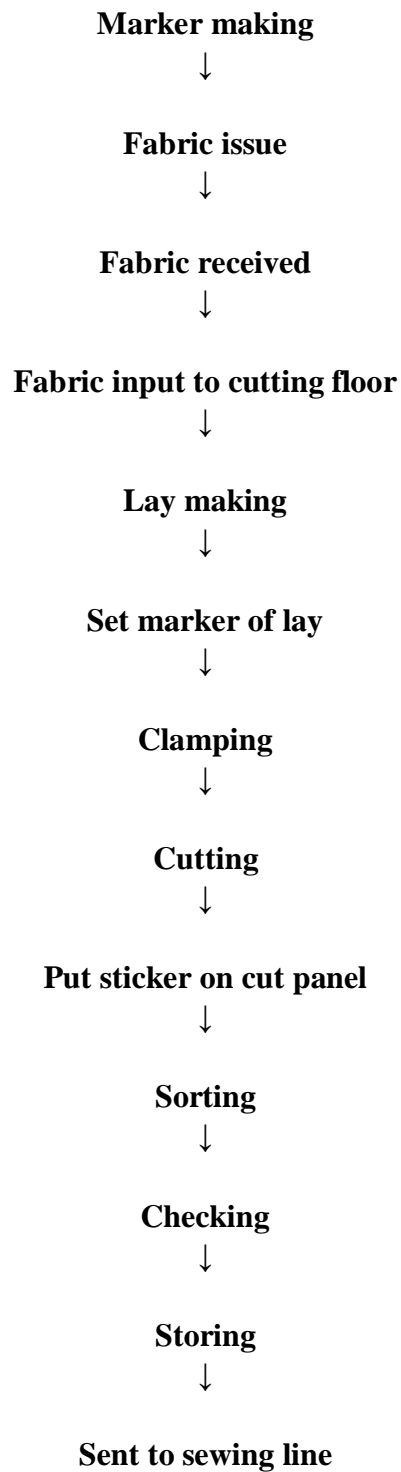 Marker making
↓
Fabric issue
↓
Fabric received
↓
Fabric input to cutting floor
↓
Lay making
↓
Set marker of lay
↓
Clamping
↓
Cutting
↓
Put sticker on cut panel
↓
Sorting
↓
Checking
↓
Storing
↓
Sent to sewing line